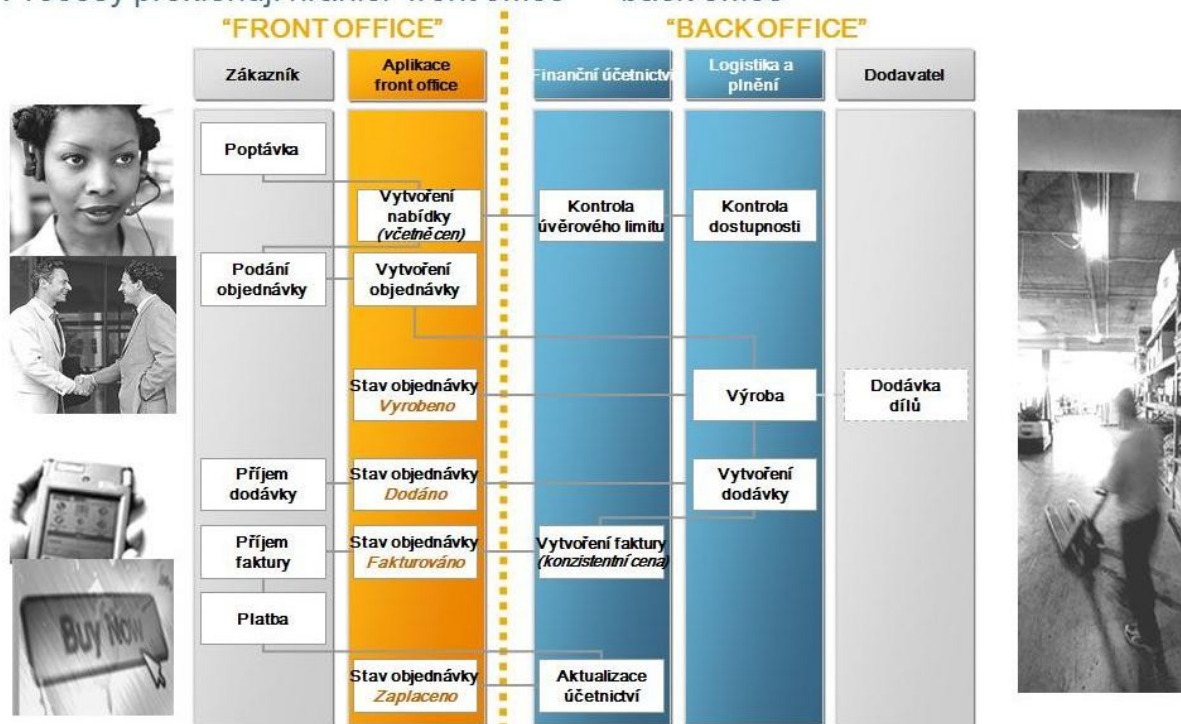 "FRONT OFFICE"
"BACK OFFICE"
Zákazník
Aplikace
front office
Finanční účetnictví
Logistika a
plnění
Dodavatel
Poptávka
Vytvoření
nabídky
(včetně cen)
Kontrola
úvěrového limitu
Kontrola
dostupnosti
Podání
objednávky
Vytvoření
objednávky
Stav objednávky
Vyrobeno
Výroba
Dodávka
dílů
Příjem
dodávky
Stav objednávky
Dodáno
Vytvoření
dodávky
Příjem
faktury
Stav objednávky
Fakturováno
Vytvoření faktury
(konzistentní cena)
Platba
Buy Now
Stav objednávky
Zaplaceno
Aktualizace
účetnictví